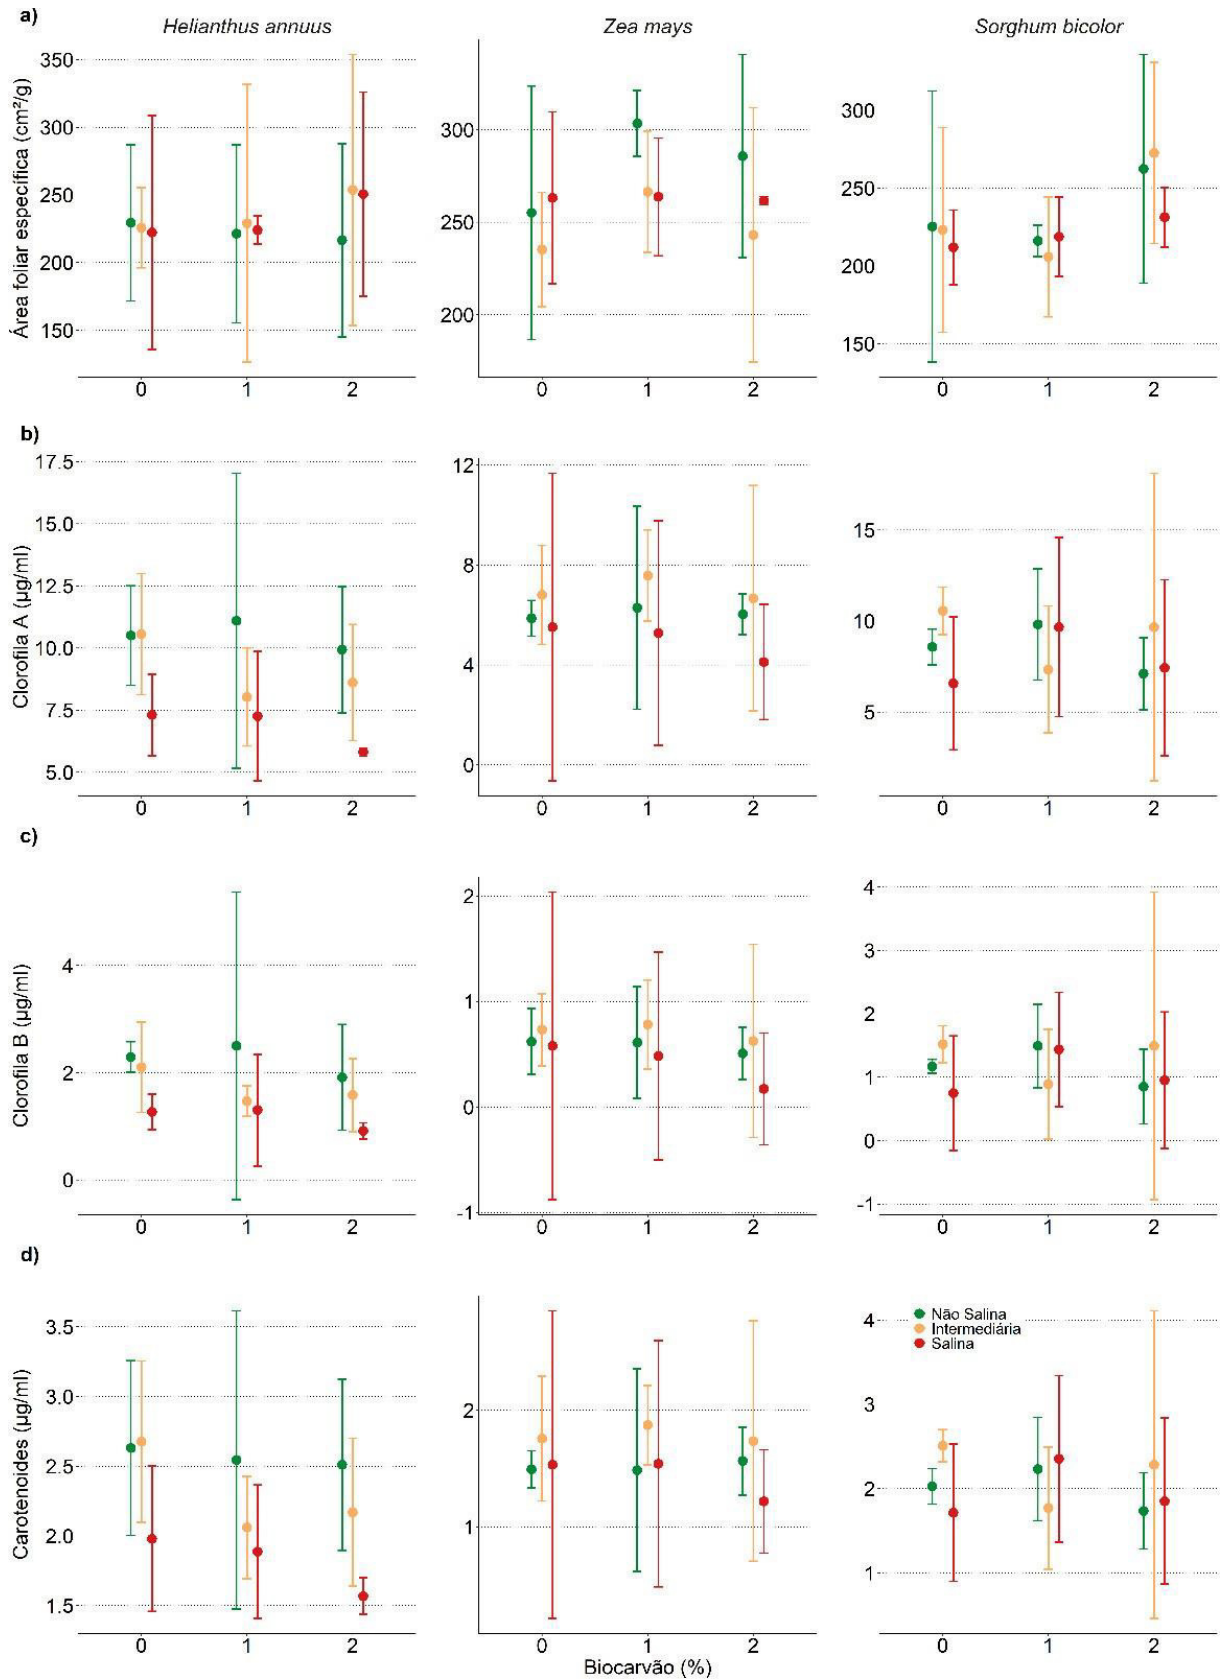 a)
Helianthus annuus
Zea mays
Sorghum bicolor
Área foliar específica (cm²/g)
350
300
250
200
150
0 1 2
300
250
200
0 1 2
300
250
200
150
0 1 2
b)
Clorofila A (µg/ml)
17.5
15.0
12.5
10.0
7.5
5.0
0 1 2
12
8
4
0
0 1 2
15
10
5
0 1 2
c)
Clorofila B (µg/ml)
4
2
0
0 1 2
2
1
0
-1
0 1 2
4
3
2
1
0
-1
0 1 2
d)
Carotenoides (µg/ml)
3.5
3.0
2.5
2.0
1.5
0 1 2
2
1
0 1 2
Não Salina
Intermediária
Salina
4
3
2
1
0 1 2
Biocarvão (%)